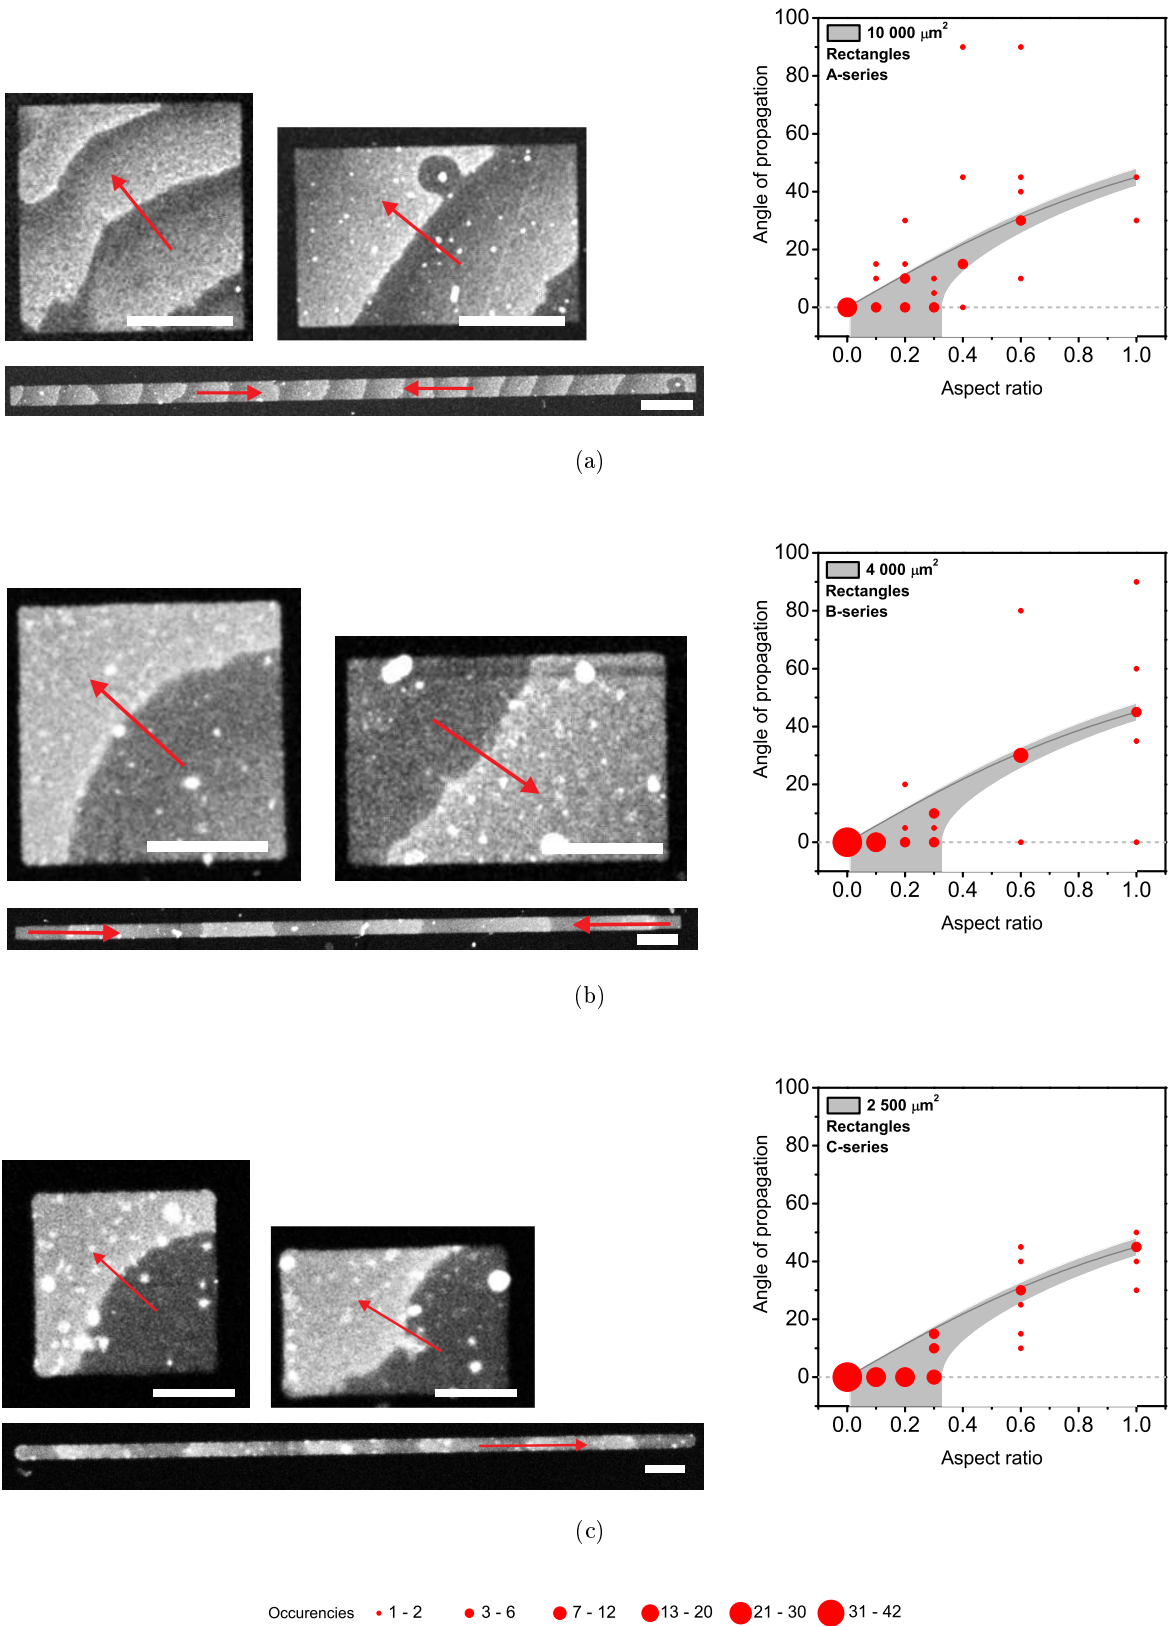 100
80
60
40
20
0
Angle of propagation
10 000 μm²
Rectangles
A-series
0.0 0.2 0.4 0.6 0.8 1.0
Aspect ratio
(a)
100
80
60
40
20
0
Angle of propagation
4 000 μm²
Rectangles
B-series
0.0 0.2 0.4 0.6 0.8 1.0
Aspect ratio
(b)
100
80
60
40
20
0
Angle of propagation
2 500 μm²
Rectangles
C-series
0.0 0.2 0.4 0.6 0.8 1.0
Aspect ratio
(c)
Occurencies 1 - 2 3 - 6 7 - 12 13 - 20 21 - 30 31 - 42